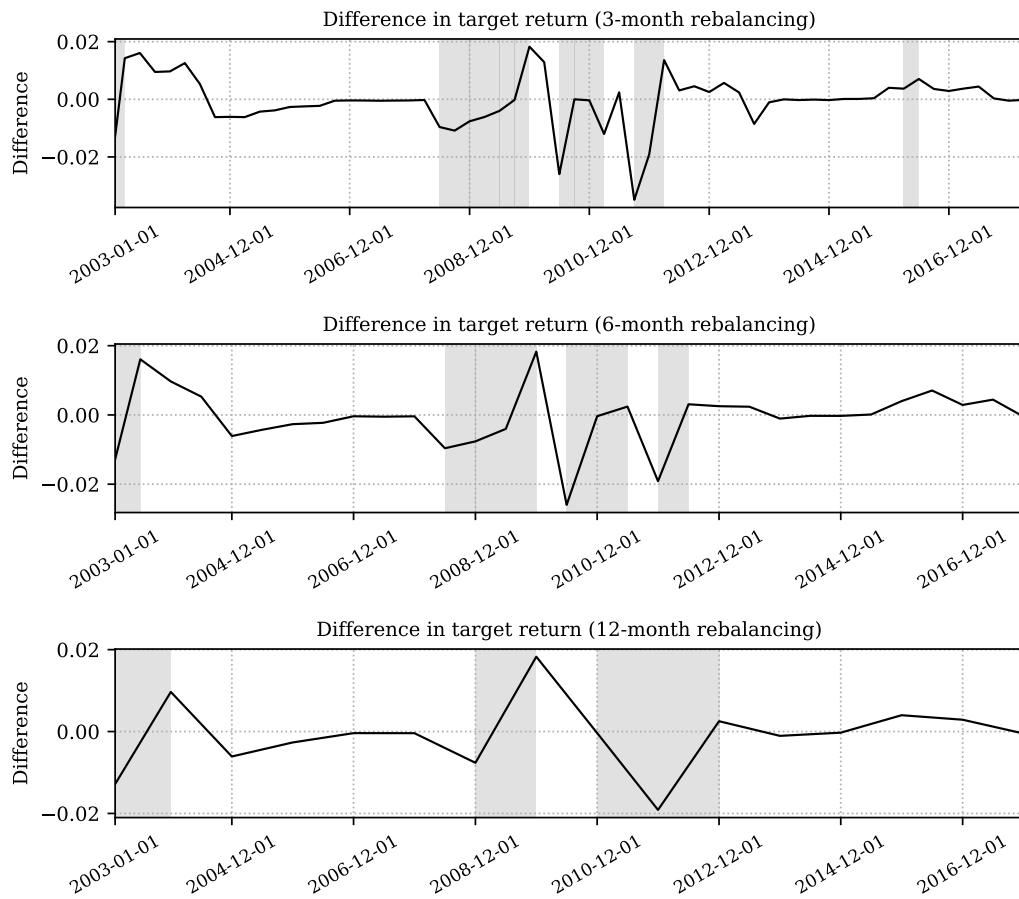 Difference in target return (3-month rebalancing)
Difference
0.02
0.00
−0.02
2003-01-01 2004-12-01 2006-12-01 2008-12-01 2010-12-01 2012-12-01 2014-12-01 2016-12-01
Difference in target return (6-month rebalancing)
Difference
0.02
0.00
−0.02
2003-01-01 2004-12-01 2006-12-01 2008-12-01 2010-12-01 2012-12-01 2014-12-01 2016-12-01
Difference in target return (12-month rebalancing)
Difference
0.02
0.00
−0.02
2003-01-01 2004-12-01 2006-12-01 2008-12-01 2010-12-01 2012-12-01 2014-12-01 2016-12-01